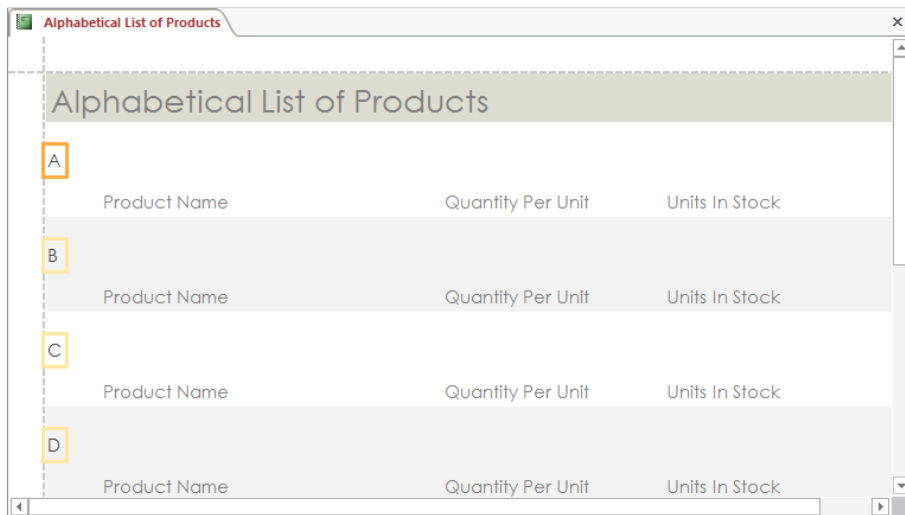 Alphabetical List of Products
Alphabetical List of Products
A
Product Name Quantity Per Unit Units In Stock
B
Product Name Quantity Per Unit Units In Stock
C
Product Name Quantity Per Unit Units In Stock
D
Product Name Quantity Per Unit Units In Stock